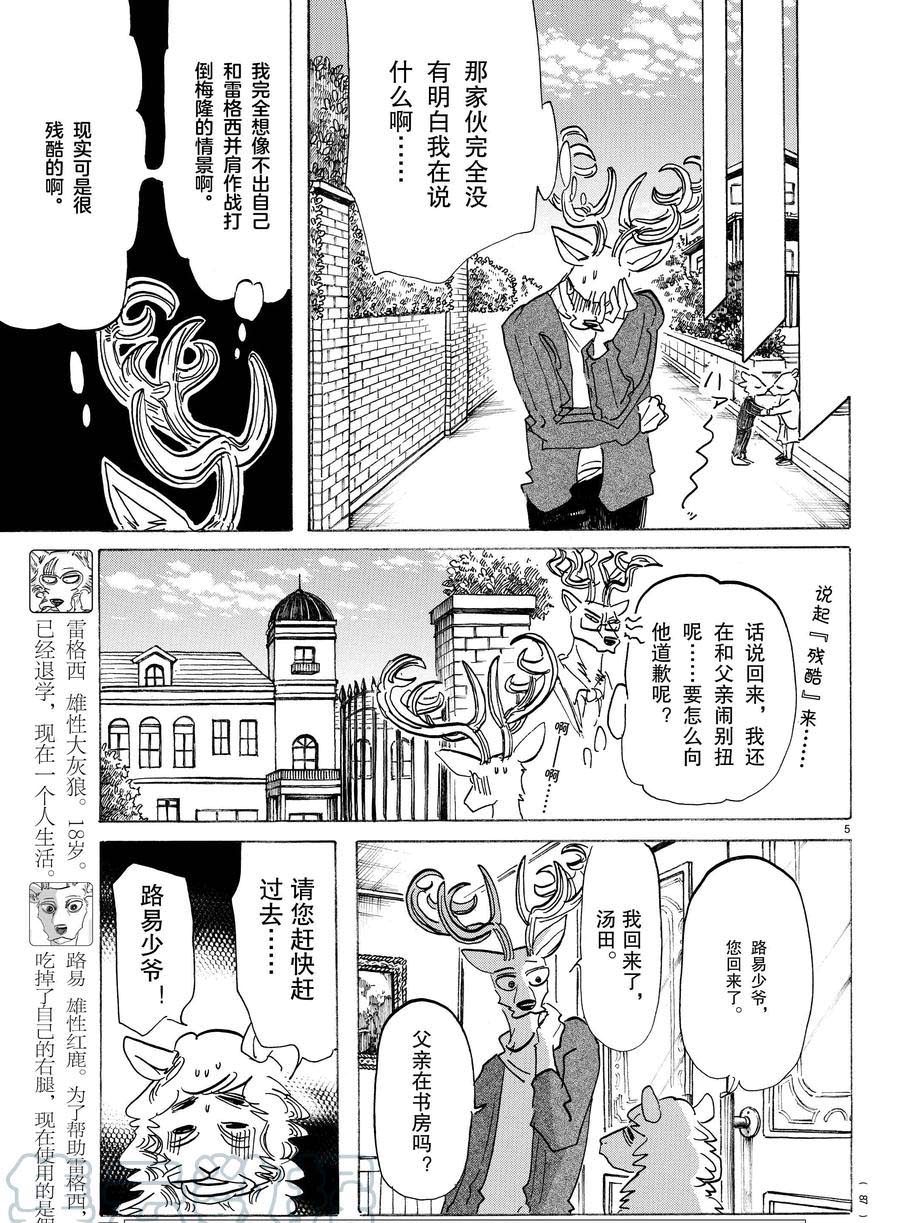 那家伙完全没
有明白我在说
什么啊……
ハァ
我完全想像不出自己
和雷格西并肩作战打
倒梅隆的情景啊。
现实可是很
残酷的啊。
说起『残酷』来……
话说回来，我还
在和父亲闹别扭
呢……要怎么向
他道歉呢？
啊
啊……
5
路易少爷，
您回来了。
我回来了，
汤田。
父亲在书房吗？
请您赶快赶
过去……
路易少爷！
雷格西 雄性大灰狼。18岁。
已经退学，现在一个人生活。
路易 雄性红鹿。为了帮助雷格西，
吃掉了自己的右腿，现在使用的是假